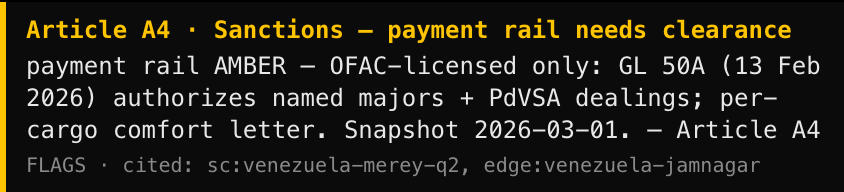 Article A4 · Sanctions — payment rail needs clearance
payment rail AMBER — OFAC-licensed only: GL 50A (13 Feb
2026) authorizes named majors + PdVSA dealings; per-
cargo comfort letter. Snapshot 2026-03-01. — Article A4
FLAGS · cited: sc:venezuela-merey-q2, edge:venezuela-jamnagar